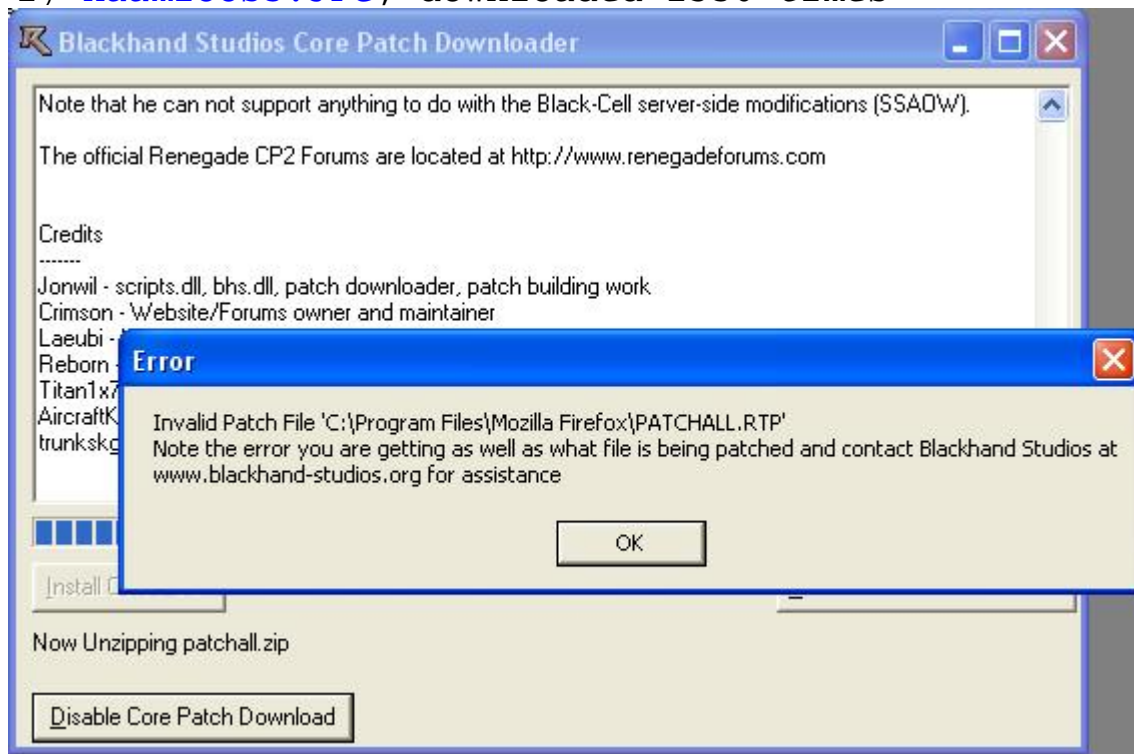 Blackhand Studios Core Patch Downloader
Note that he can not support anything to do with the Black-Cell server-side modifications (SSAOW).
The official Renegade CP2 Forums are located at http://www.renegadeforums.com
Credits
-------
Jonwil - scripts.dll, bhs.dll, patch downloader, patch building work
Crimson - Website/Forums owner and maintainer
Laeubi -
Reborn -
Titan1x7
AircraftK
trunkskg
Error
Invalid Patch File 'C:\Program Files\Mozilla Firefox\PATCHALL.RTP'
Note the error you are getting as well as what file is being patched and contact Blackhand Studios at
www.blackhand-studios.org for assistance
OK
Install
Now Unzipping patchall.zip
Disable Core Patch Download